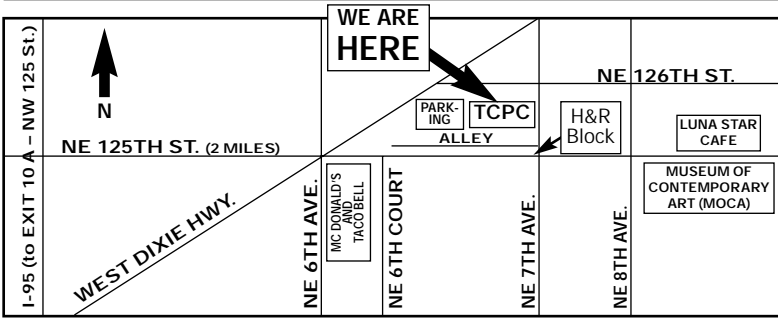 WE ARE
HERE
I-95 (to EXIT 10 A – NW 125 St.)
N
NE 126TH ST.
PARK-
ING
TCPC
ALLEY
H&R
Block
LUNA STAR
CAFE
NE 125TH ST. (2 MILES)
MUSEUM OF
CONTEMPORARY
ART (MOCA)
WEST DIXIE HWY.
NE 6TH AVE.
MC DONALD'S
AND
TACO BELL
NE 6TH COURT
NE 7TH AVE.
NE 8TH AVE.